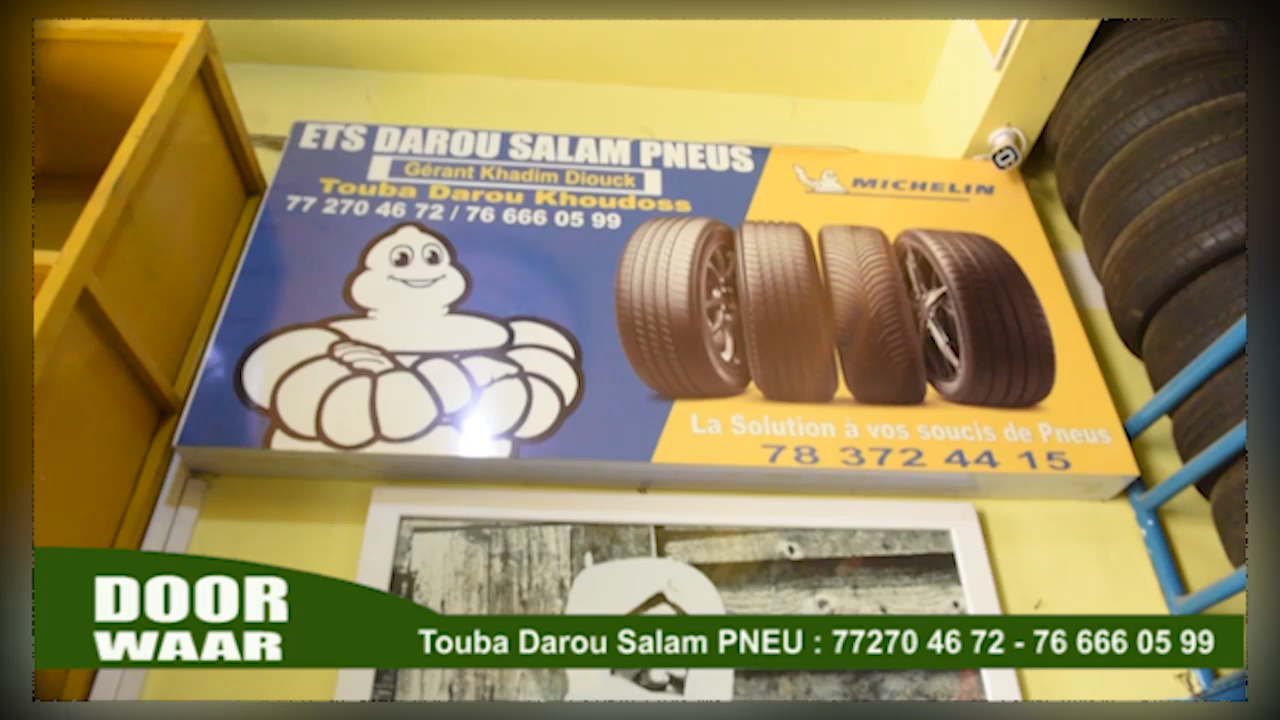 ETS DAROU SALAM PNEUS
Gérant Khadim Diouck
Touba Darou Khoudoss
77 270 46 72 / 76 666 05 99
MICHELIN
La Solution à vos soucis de Pneus
78 372 44 15
DOOR
WAAR
Touba Darou Salam PNEU : 77270 46 72 - 76 666 05 99